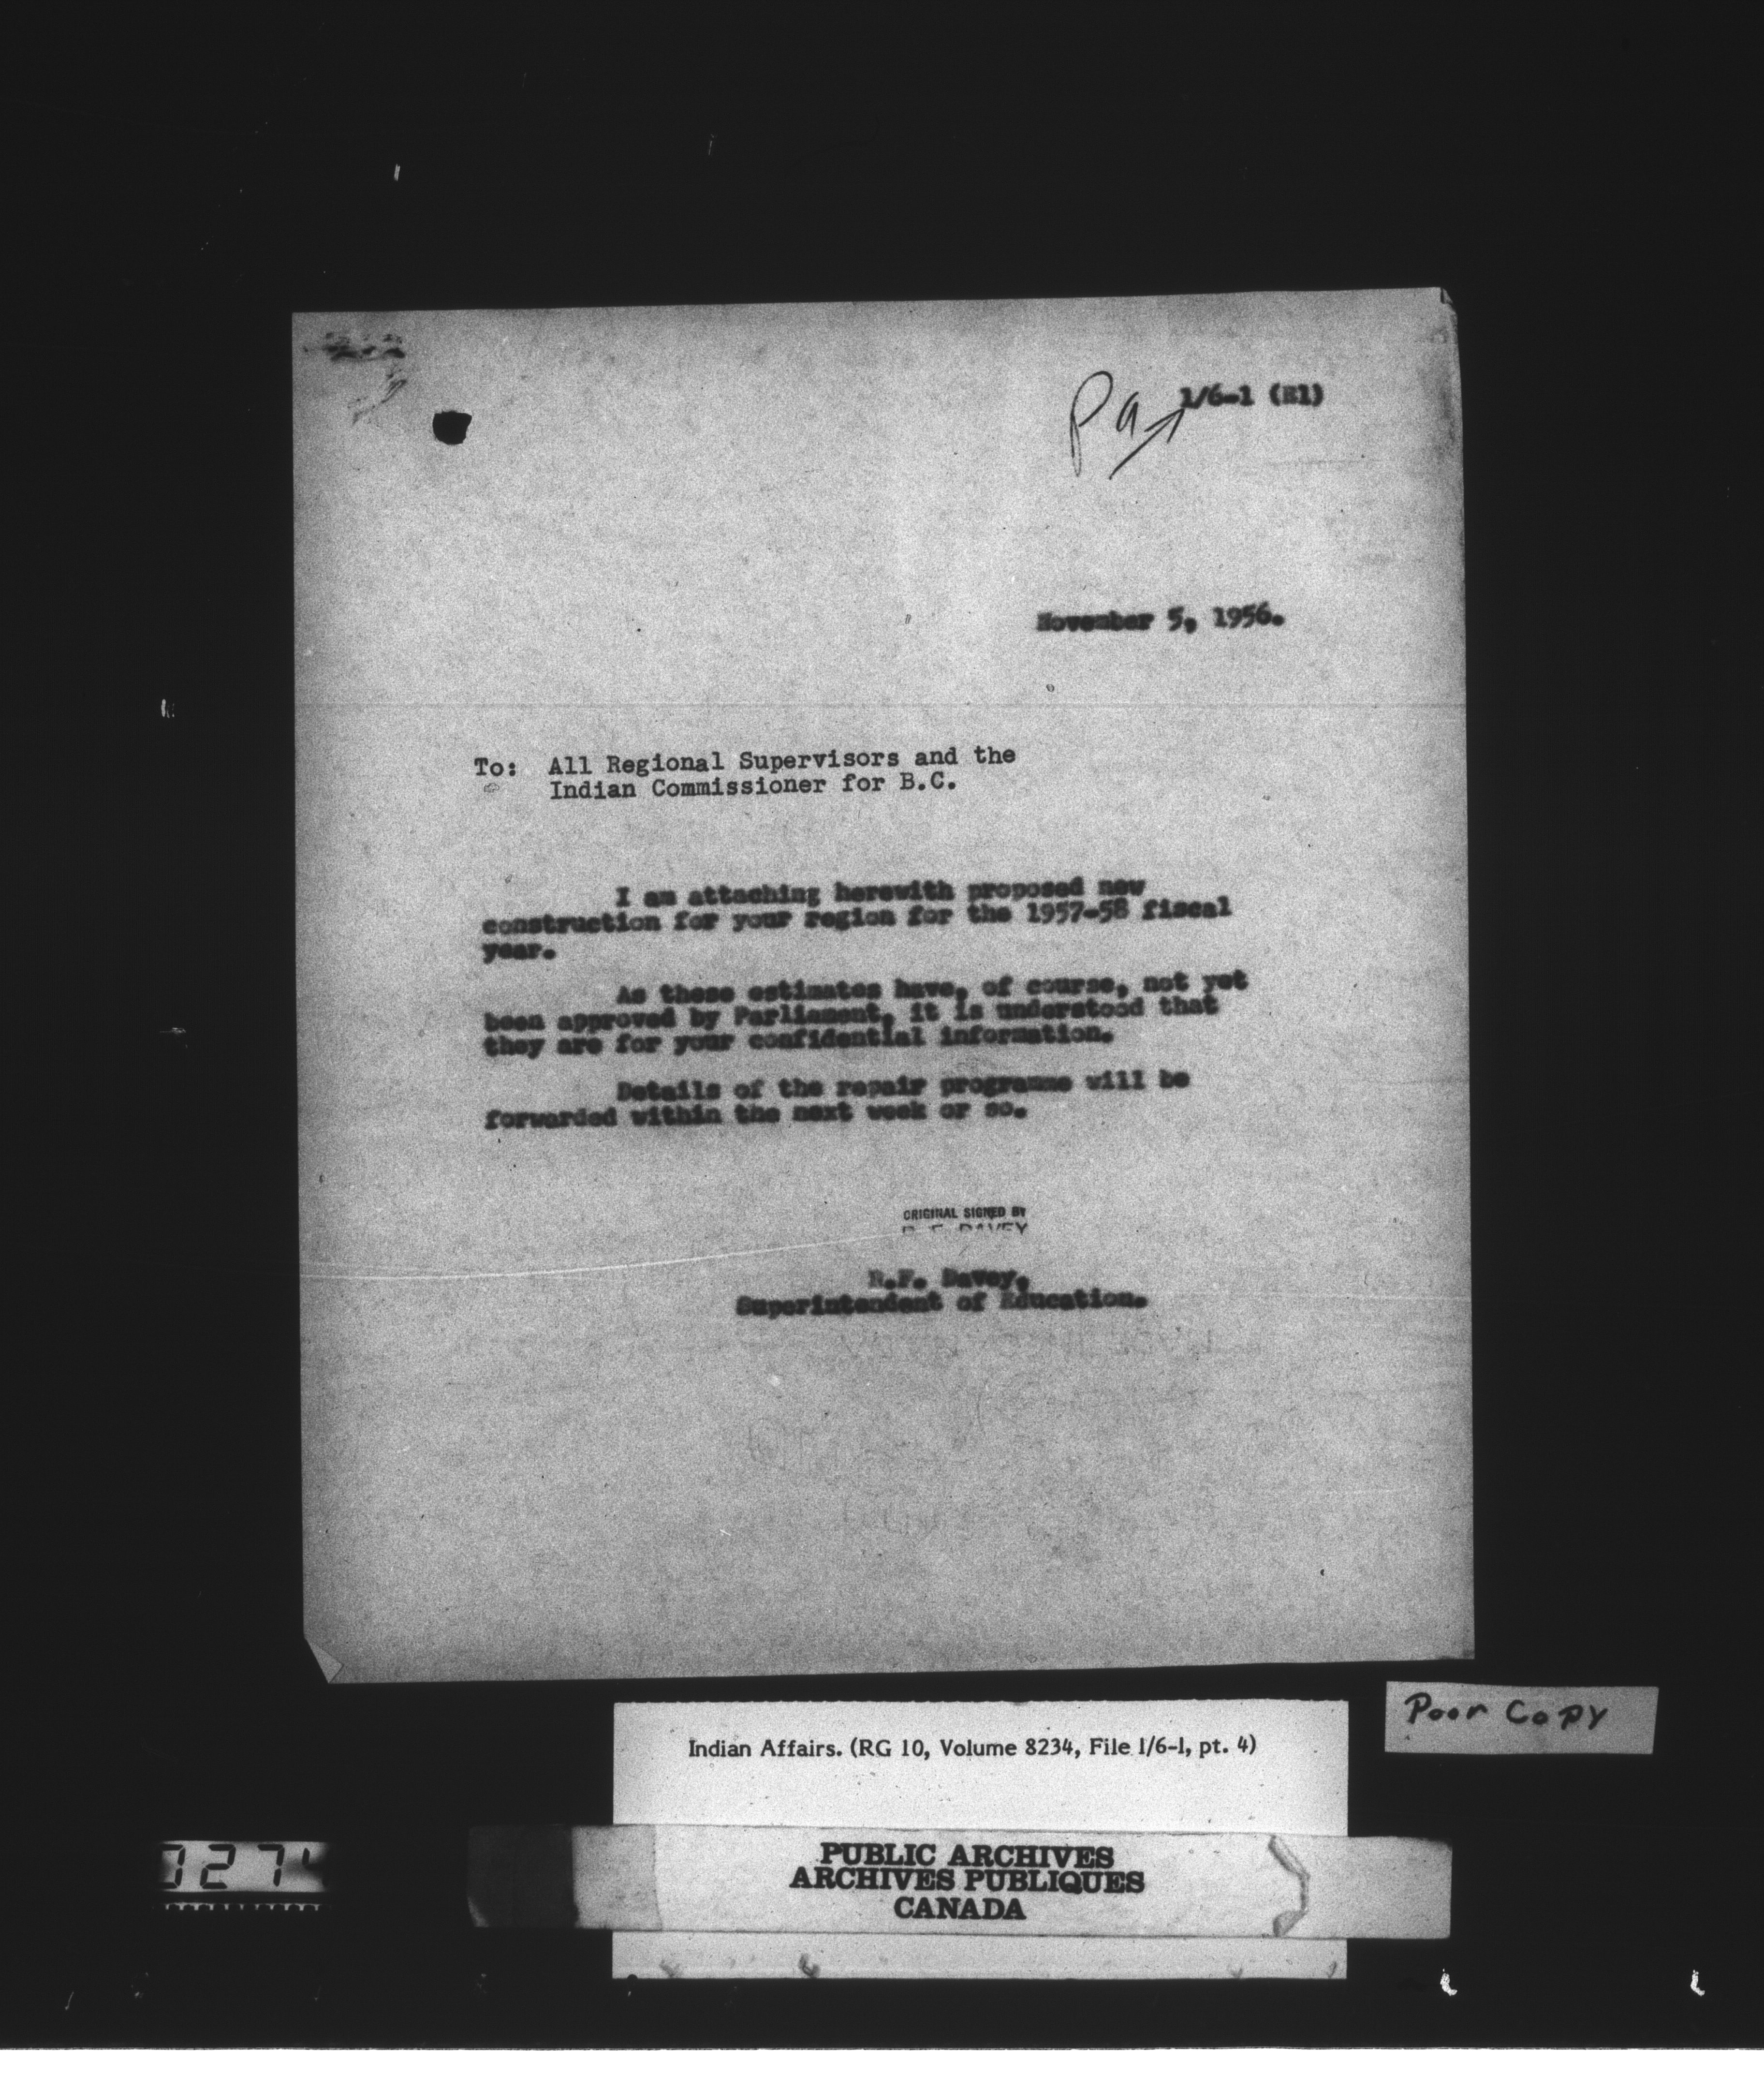 Pa
1/6-1 (E1)
November 5, 1956.
To: All Regional Supervisors and the
Indian Commissioner for B.C.
I am attaching herewith proposed new
construction for your region for the 1957-58 fiscal
year.
As these estimates have, of course, not yet
been approved by Parliament, it is understood that
they are for your confidential information.
Details of the repair programme will be
forwarded within the next week or so.
ORIGINAL SIGNED BY
R. F. DAVEY
R.F. Davey,
Superintendent of Education.
Poor Copy
Indian Affairs. (RG 10, Volume 8234, File 1/6-1, pt. 4)
PUBLIC ARCHIVES
ARCHIVES PUBLIQUES
CANADA